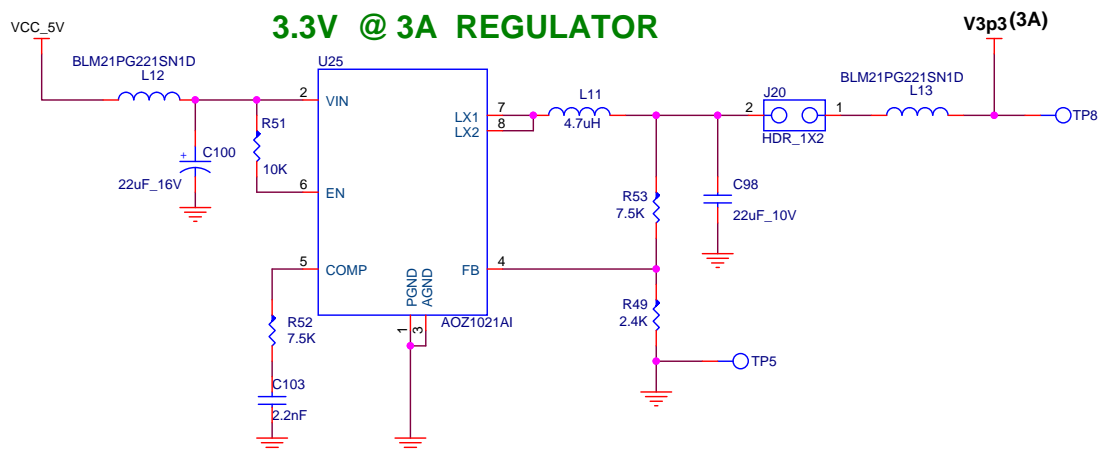 3.3V @ 3A REGULATOR
VCC_5V
V3p3 (3A)
BLM21PG221SN1D
L12
U25
BLM21PG221SN1D
L13
2
VIN
7
LX1
8
LX2
L11
4.7uH
2
J20
1
HDR_1X2
TP8
R51
10K
+
C100
22uF_16V
6
EN
R53
7.5K
C98
22uF_10V
5
COMP
4
FB
PGND
AGND
1
3
AOZ1021AI
R52
7.5K
R49
2.4K
TP5
C103
2.2nF